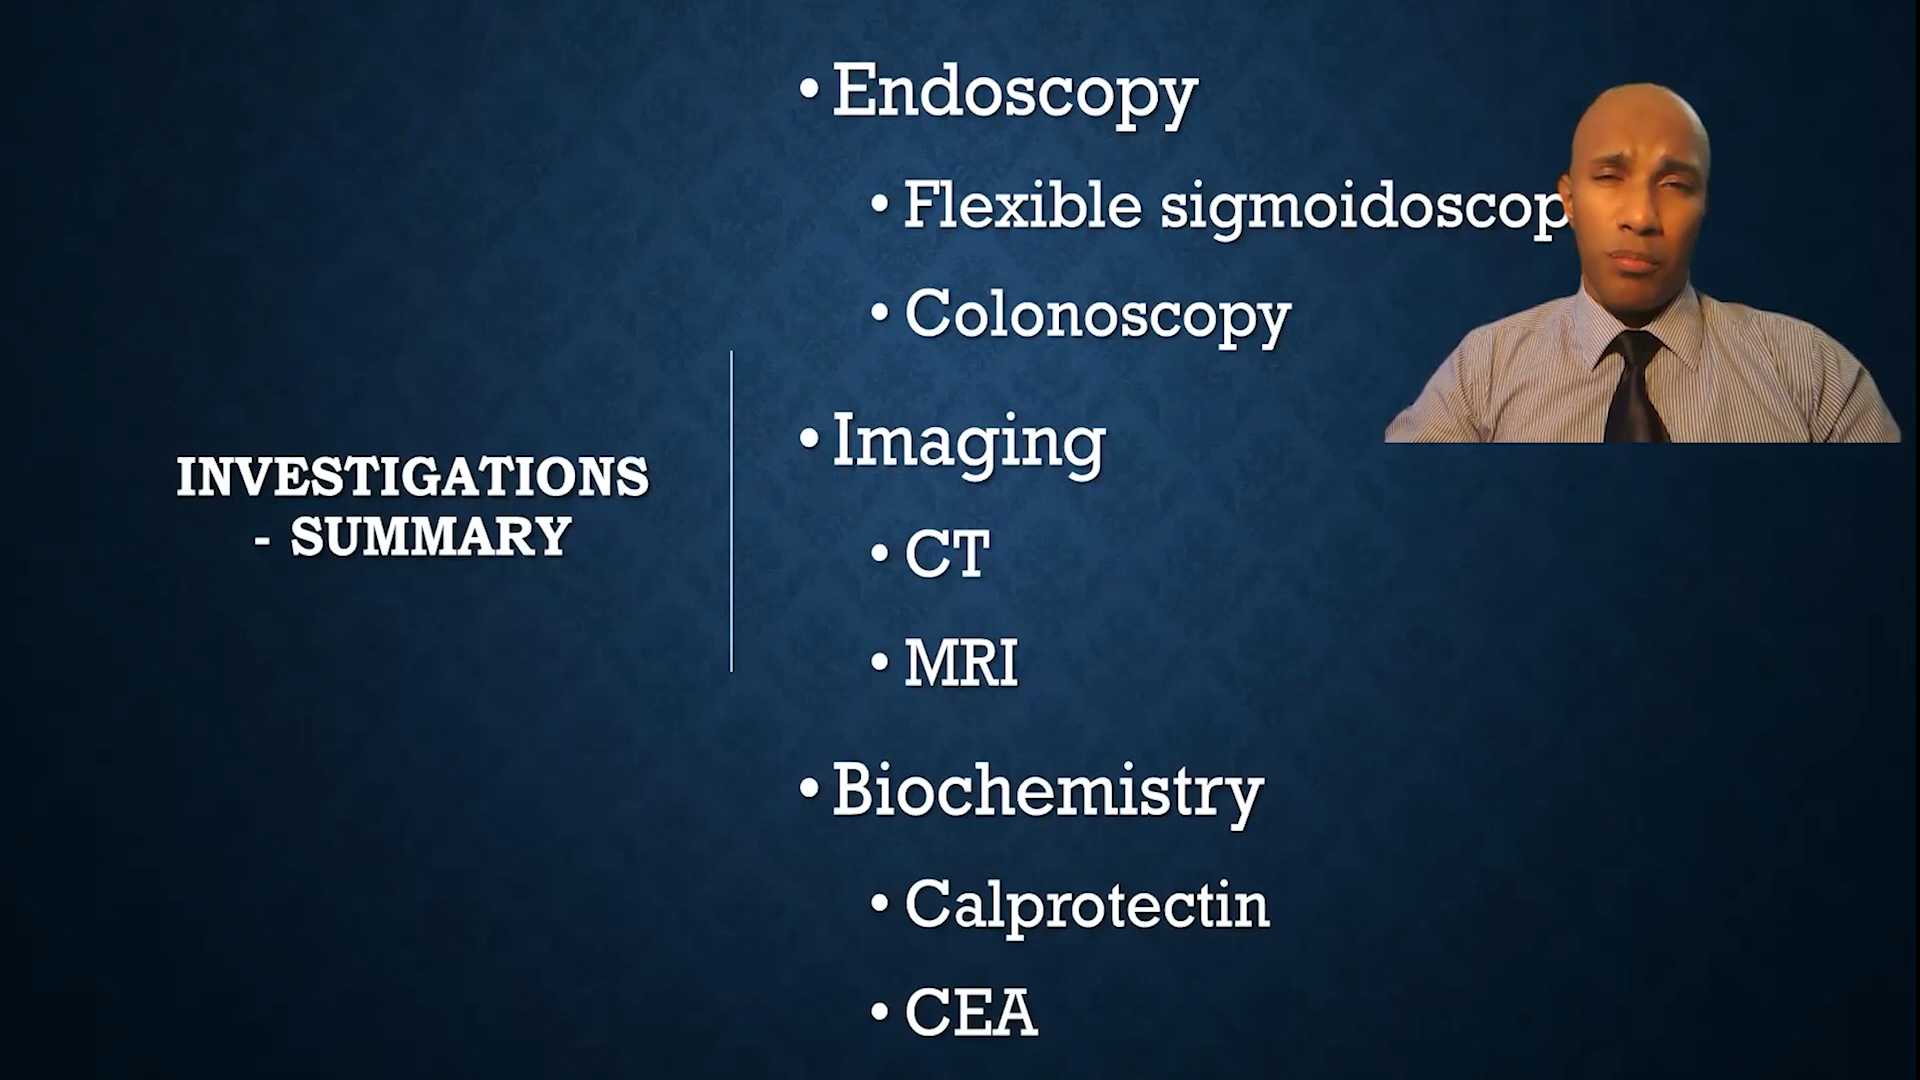 INVESTIGATIONS
- SUMMARY
• Endoscopy
• Flexible sigmoidoscop
• Colonoscopy
• Imaging
• CT
• MRI
• Biochemistry
• Calprotectin
• CEA